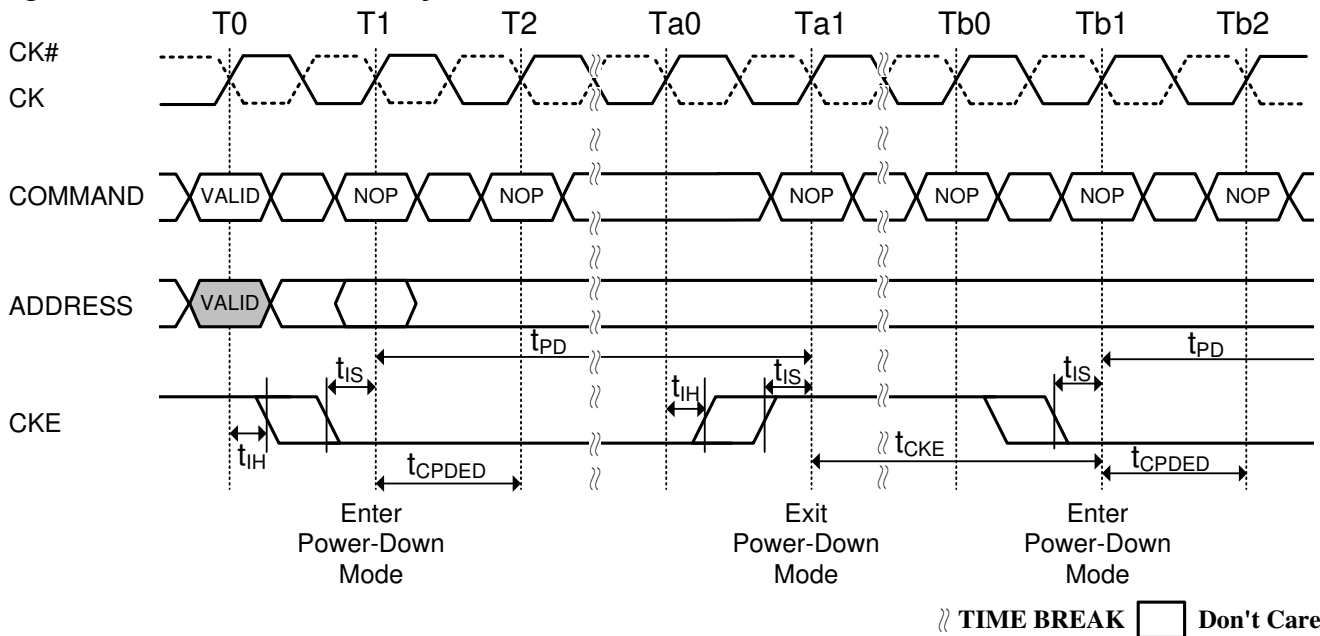 T0 T1 T2 Ta0 Ta1 Tb0 Tb1 Tb2
CK#
CK
COMMAND VALID NOP NOP NOP NOP NOP NOP
ADDRESS VALID
tPD tPD
tIS tIH tIS tIS
CKE
tIH tCPDED tCKE tCPDED
Enter Power-Down Mode
Exit Power-Down Mode
Enter Power-Down Mode
TIME BREAK Don't Care